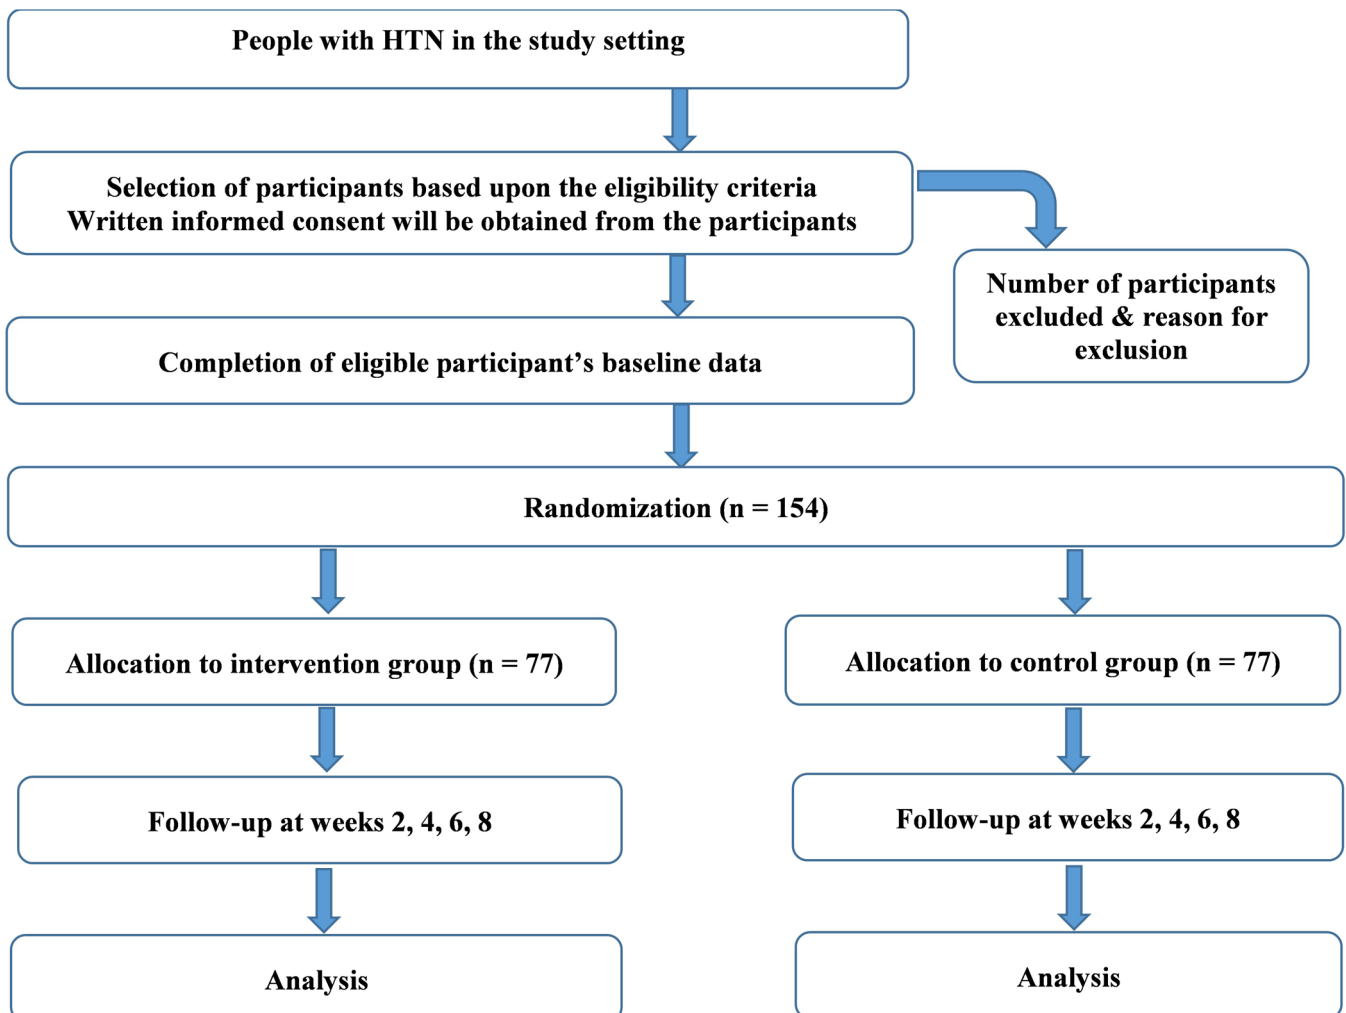 People with HTN in the study setting
Selection of participants based upon the eligibility criteria
Written informed consent will be obtained from the participants
Number of participants
excluded & reason for
exclusion
Completion of eligible participant’s baseline data
Randomization (n = 154)
Allocation to intervention group (n = 77)
Allocation to control group (n = 77)
Follow-up at weeks 2, 4, 6, 8
Follow-up at weeks 2, 4, 6, 8
Analysis
Analysis